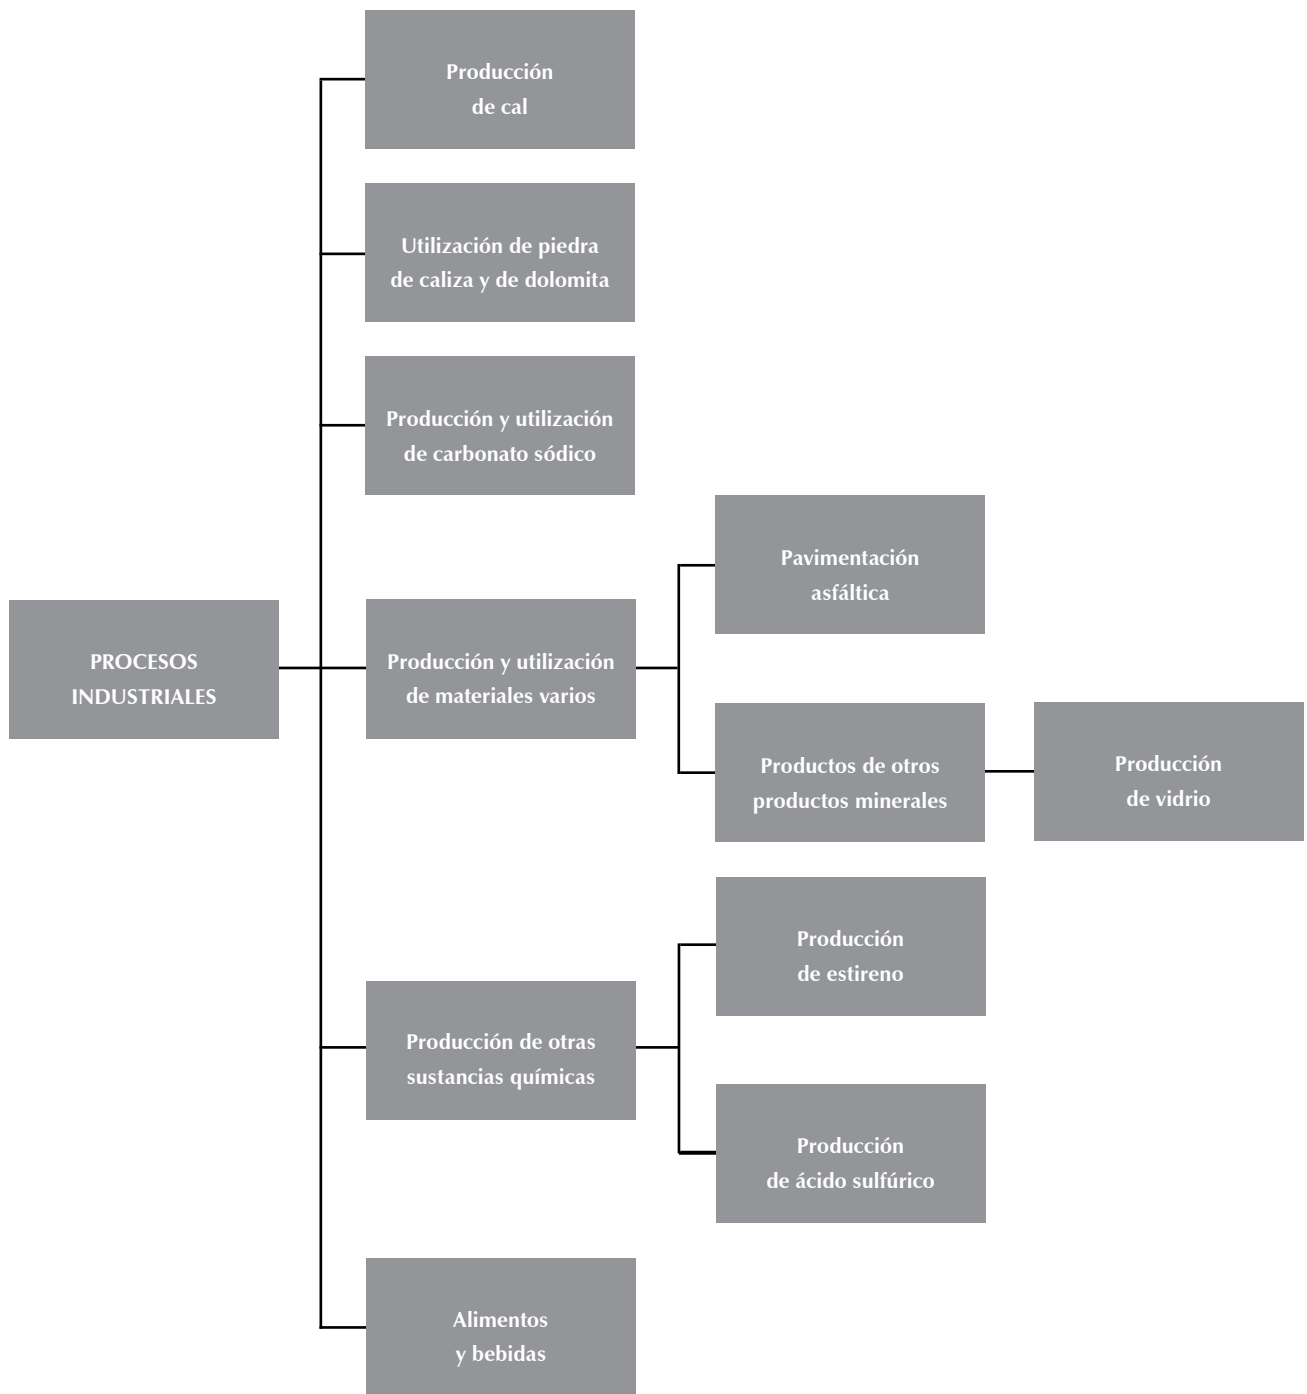 Producción
de cal
Utilización de piedra
de caliza y de dolomita
Producción y utilización
de carbonato sódico
Pavimentación
asfáltica
PROCESOS
INDUSTRIALES
Producción y utilización
de materiales varios
Productos de otros
productos minerales
Producción
de vidrio
Producción
de estireno
Producción de otras
sustancias químicas
Producción
de ácido sulfúrico
Alimentos
y bebidas